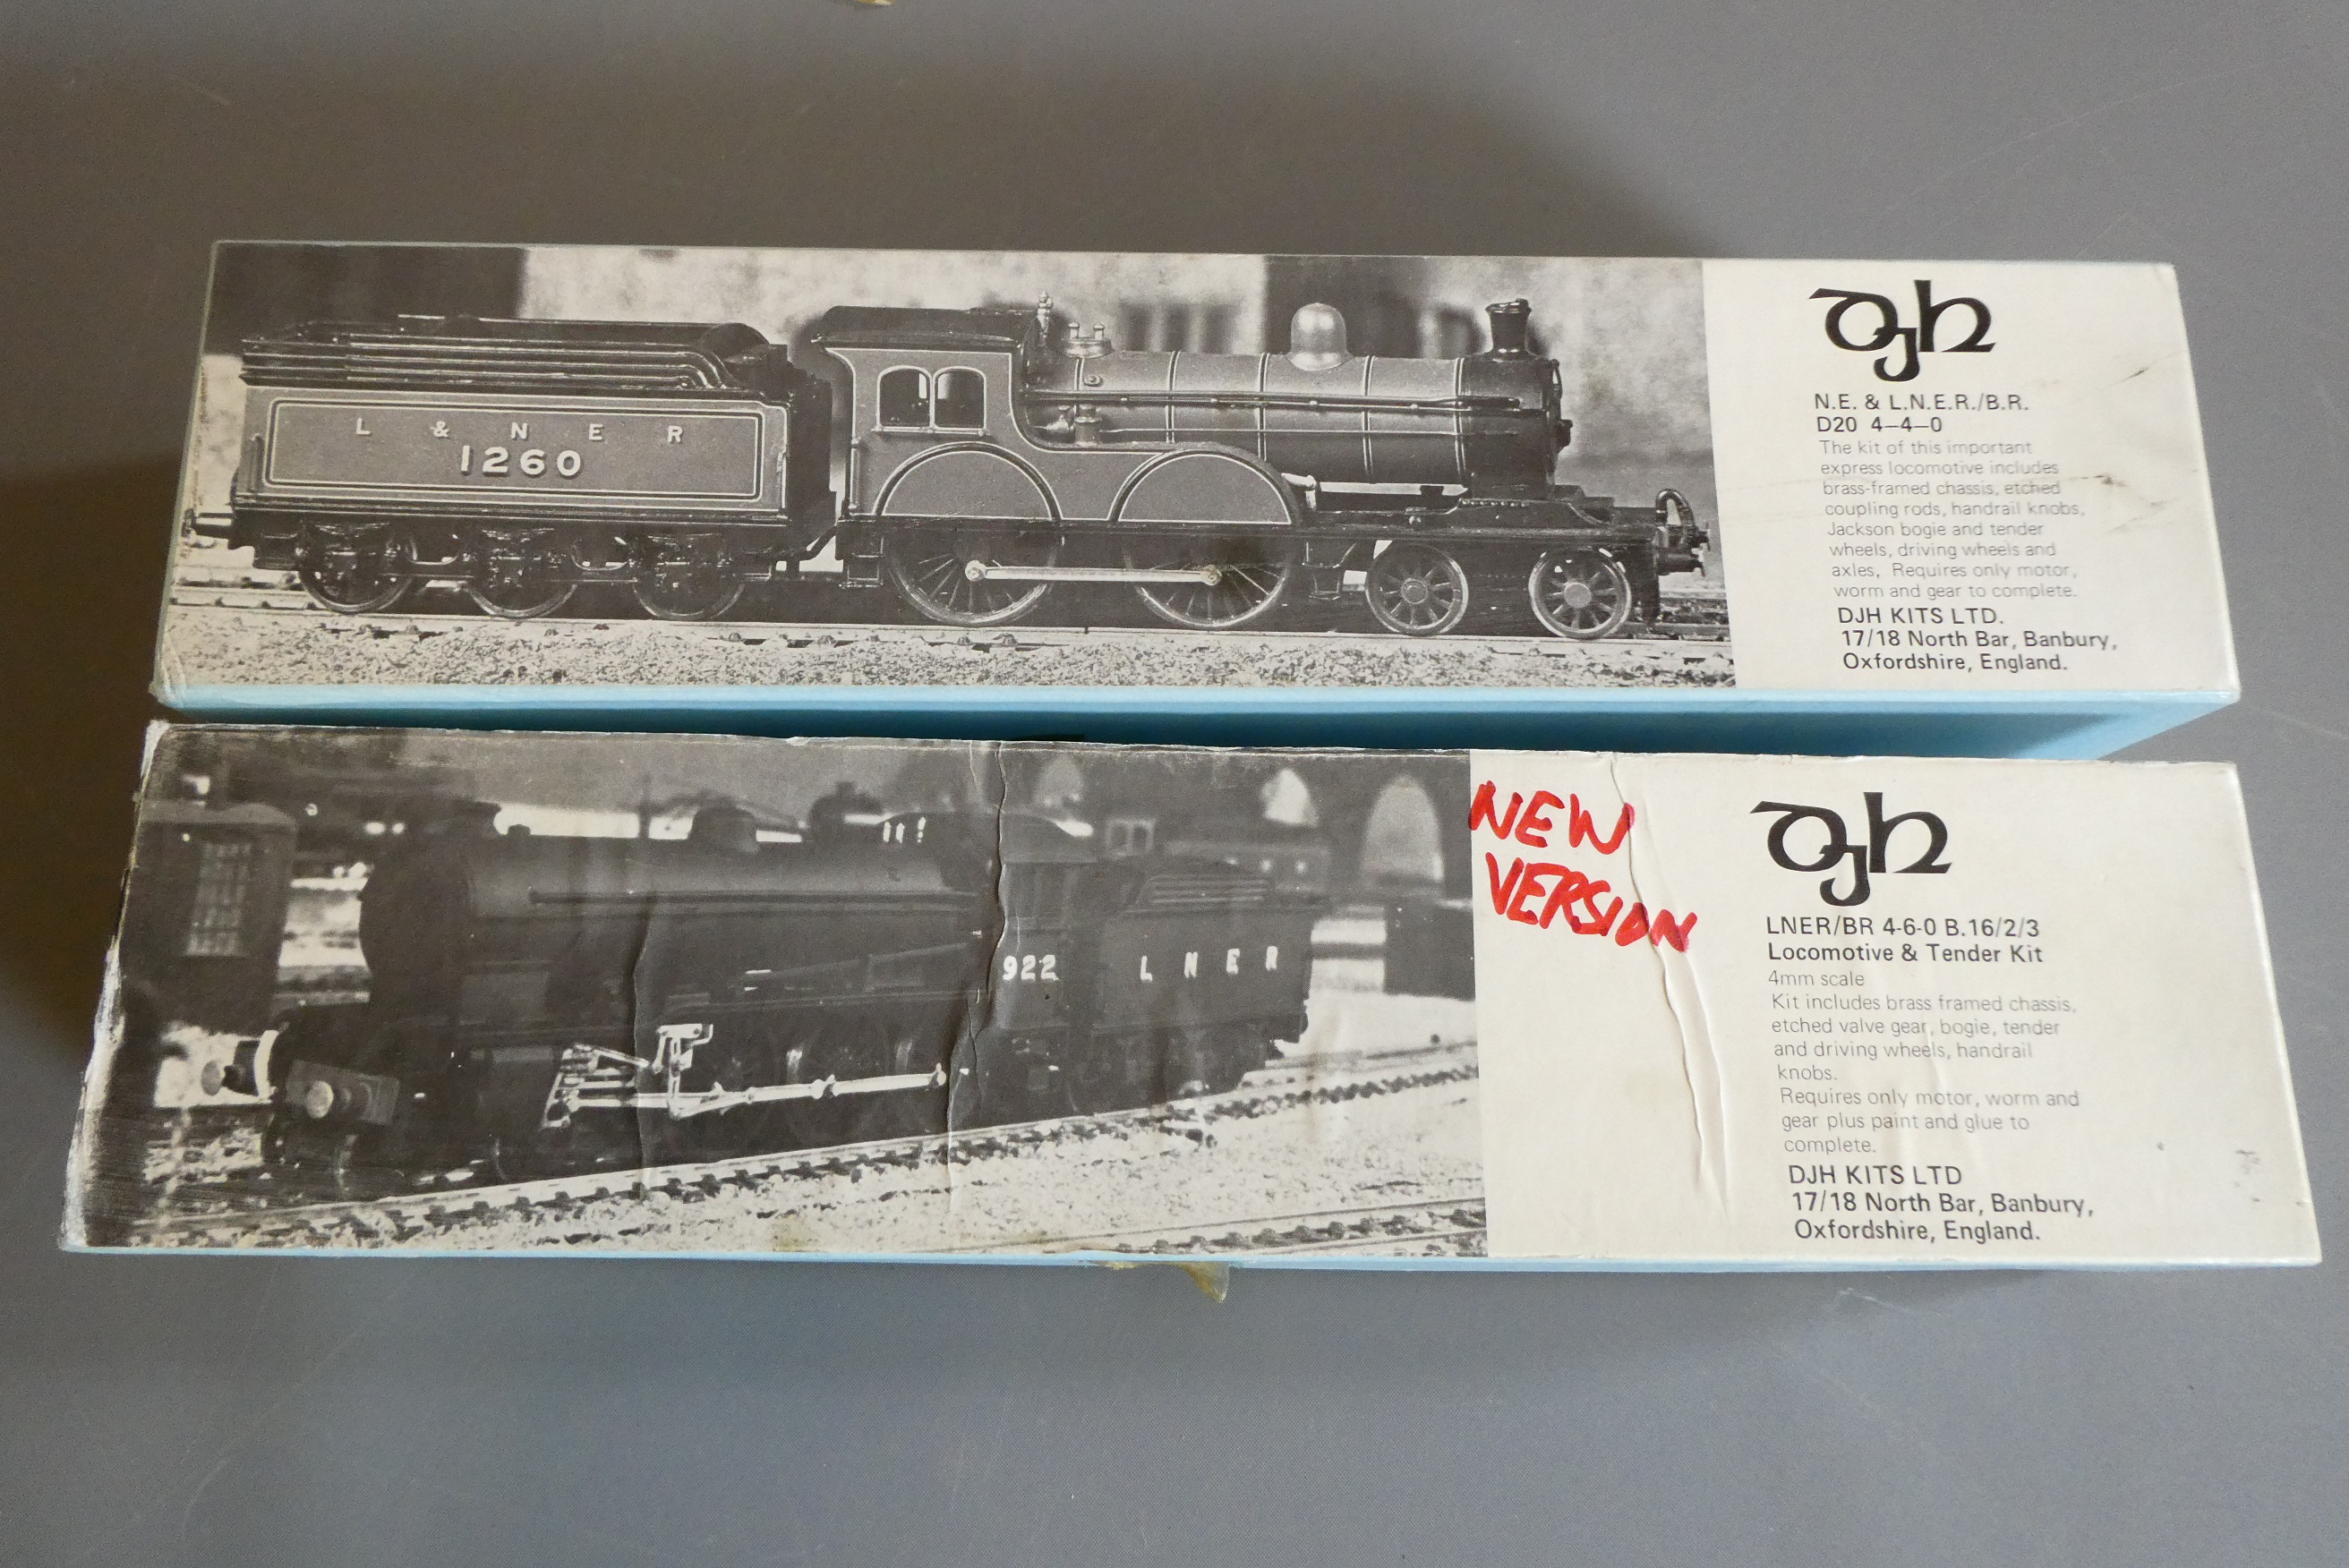 L & N E R
1260
djh
N.E. & L.N.E.R./B.R.
D20 4-4-0
The kit of this important
express locomotive includes
brass-framed chassis, etched
coupling rods, handrail knobs,
Jackson bogie and tender
wheels, driving wheels and
axles, Requires only motor,
worm and gear to complete.
DJH KITS LTD.
17/18 North Bar, Banbury,
Oxfordshire, England.
922
L N E R
NEW
VERSION
djh
LNER/BR 4-6-0 B.16/2/3
Locomotive & Tender Kit
4mm scale
Kit includes brass framed chassis,
etched valve gear, bogie, tender
and driving wheels, handrail
knobs.
Requires only motor, worm and
gear plus paint and glue to
complete.
DJH KITS LTD
17/18 North Bar, Banbury,
Oxfordshire, England.